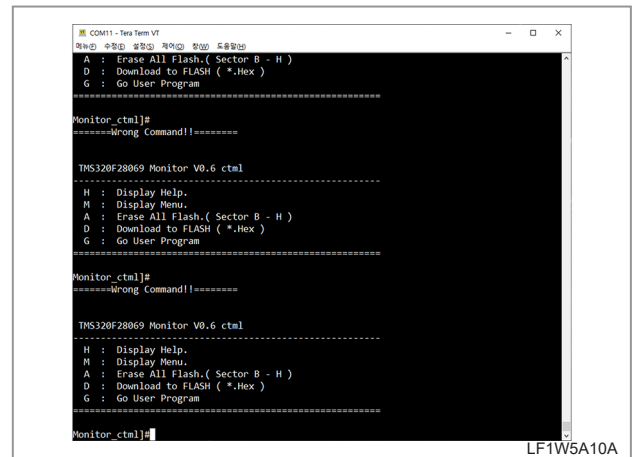 COM11 - Tera Term VT
메뉴(F) 수정(E) 설정(S) 제어(O) 창(W) 도움말(H)
A : Erase All Flash.( Sector B - H )
D : Download to FLASH ( *.Hex )
G : Go User Program
========================================================
Monitor_ctml]#
=======Wrong Command!!========
TMS320F28069 Monitor V0.6 ctml
--------------------------------------------------------
H : Display Help.
M : Display Menu.
A : Erase All Flash.( Sector B - H )
D : Download to FLASH ( *.Hex )
G : Go User Program
========================================================
Monitor_ctml]#
=======Wrong Command!!========
TMS320F28069 Monitor V0.6 ctml
--------------------------------------------------------
H : Display Help.
M : Display Menu.
A : Erase All Flash.( Sector B - H )
D : Download to FLASH ( *.Hex )
G : Go User Program
========================================================
Monitor_ctml]#
LF1W5A10A